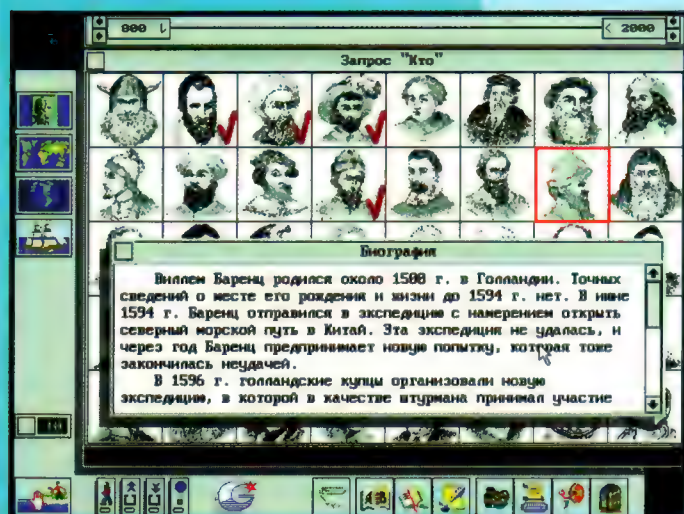 800
2000
Запрос "Кто"
Биография
Виллем Баренц родился около 1500 г. в Голландии. Точных
сведений о месте его рождения и жизни до 1594 г. нет. В июне
1594 г. Баренц отправился в экспедицию с намерением открыть
северный морской путь в Китай. Эта экспедиция не удалась, и
через год Баренц предпринимает новую попытку, которая тоже
закончилась неудачей.
В 1596 г. голландские купцы организовали новую
экспедицию, в которой в качестве штурмана принимал участие